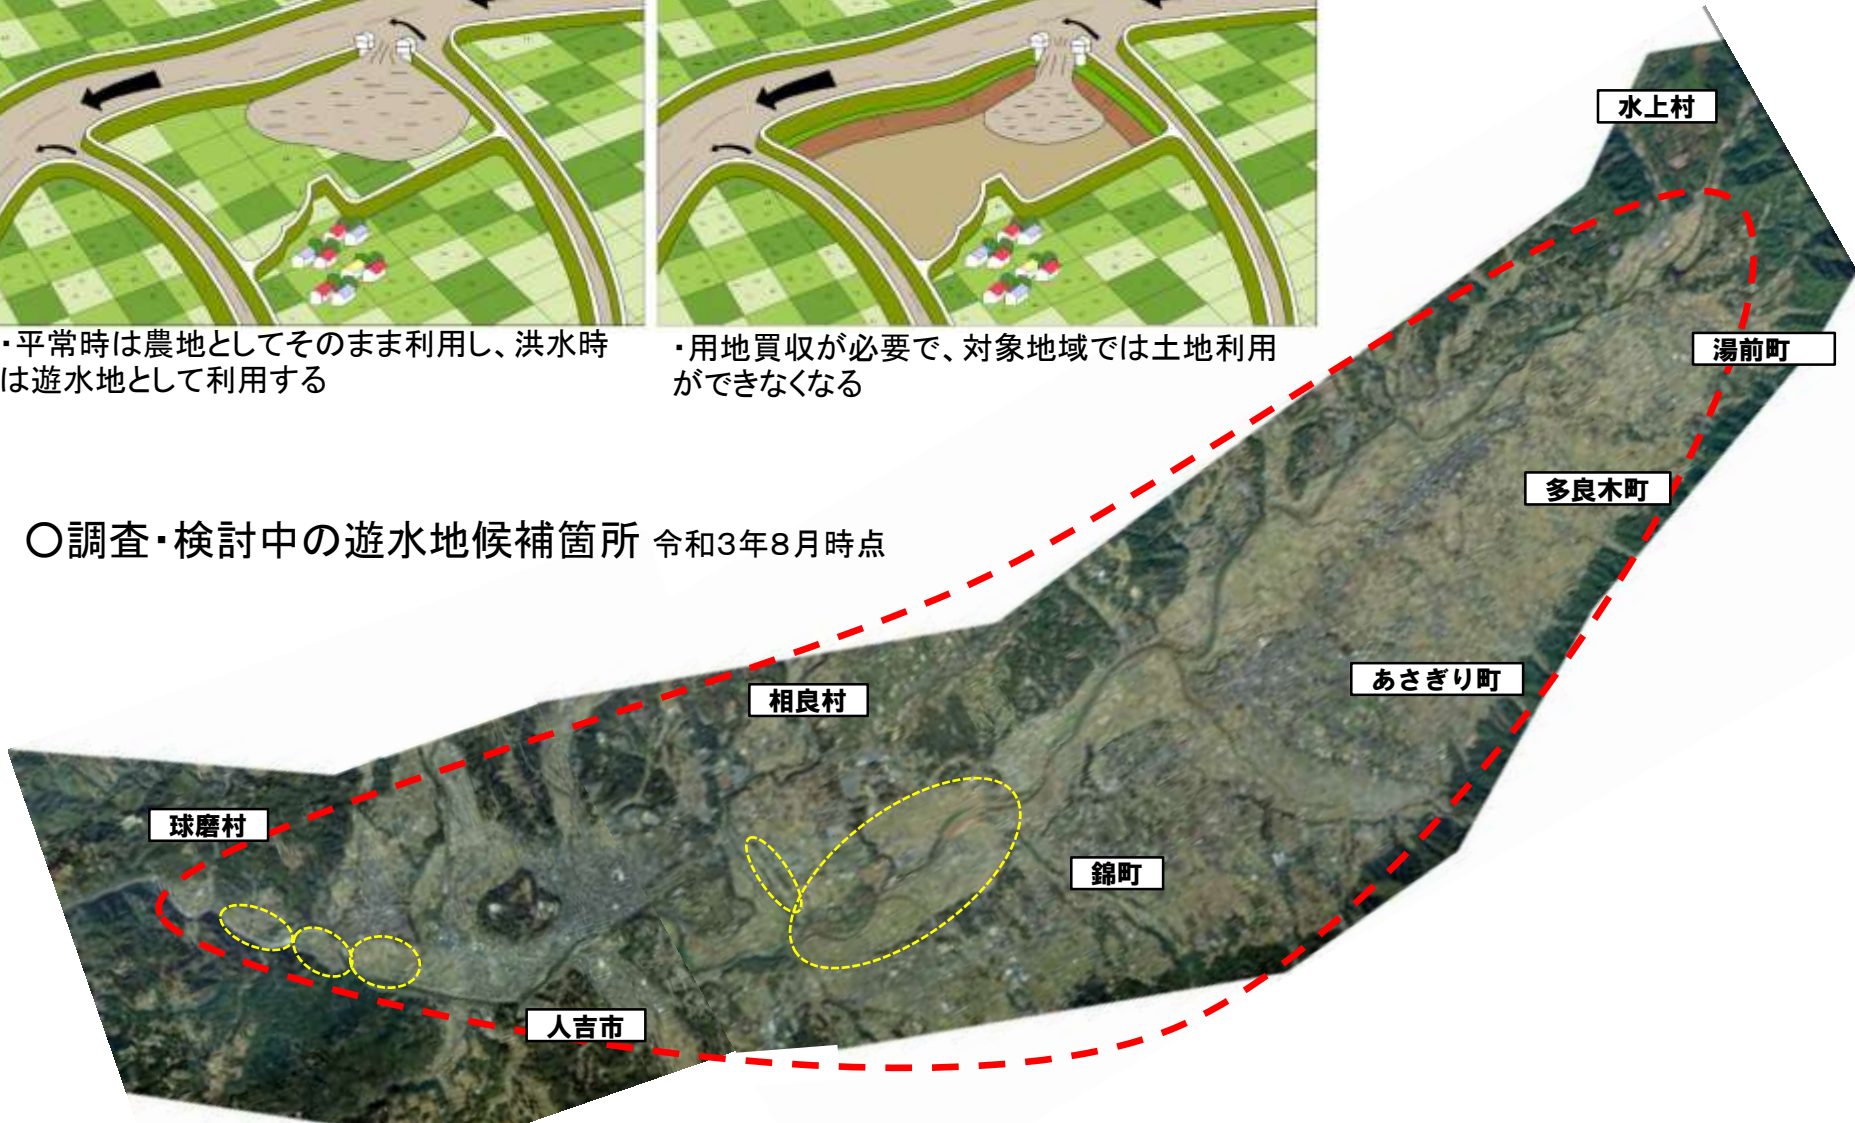 ・平常時は農地としてそのまま利用し、洪水時
は遊水地として利用する
・用地買収が必要で、対象地域では土地利用
ができなくなる
〇調査・検討中の遊水地候補箇所 令和3年8月時点
水上村
湯前町
多良木町
あさぎり町
相良村
球磨村
錦町
人吉市